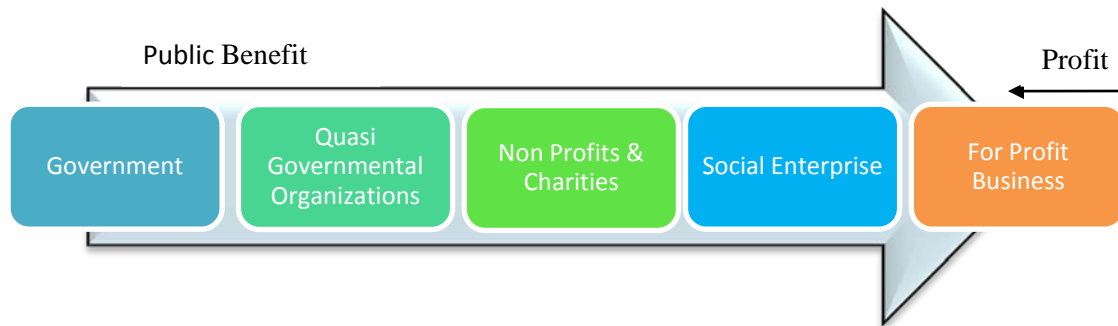 Public Benefit
Profit
Government
Quasi
Governmental
Organizations
Non Profits &
Charities
Social Enterprise
For Profit
Business